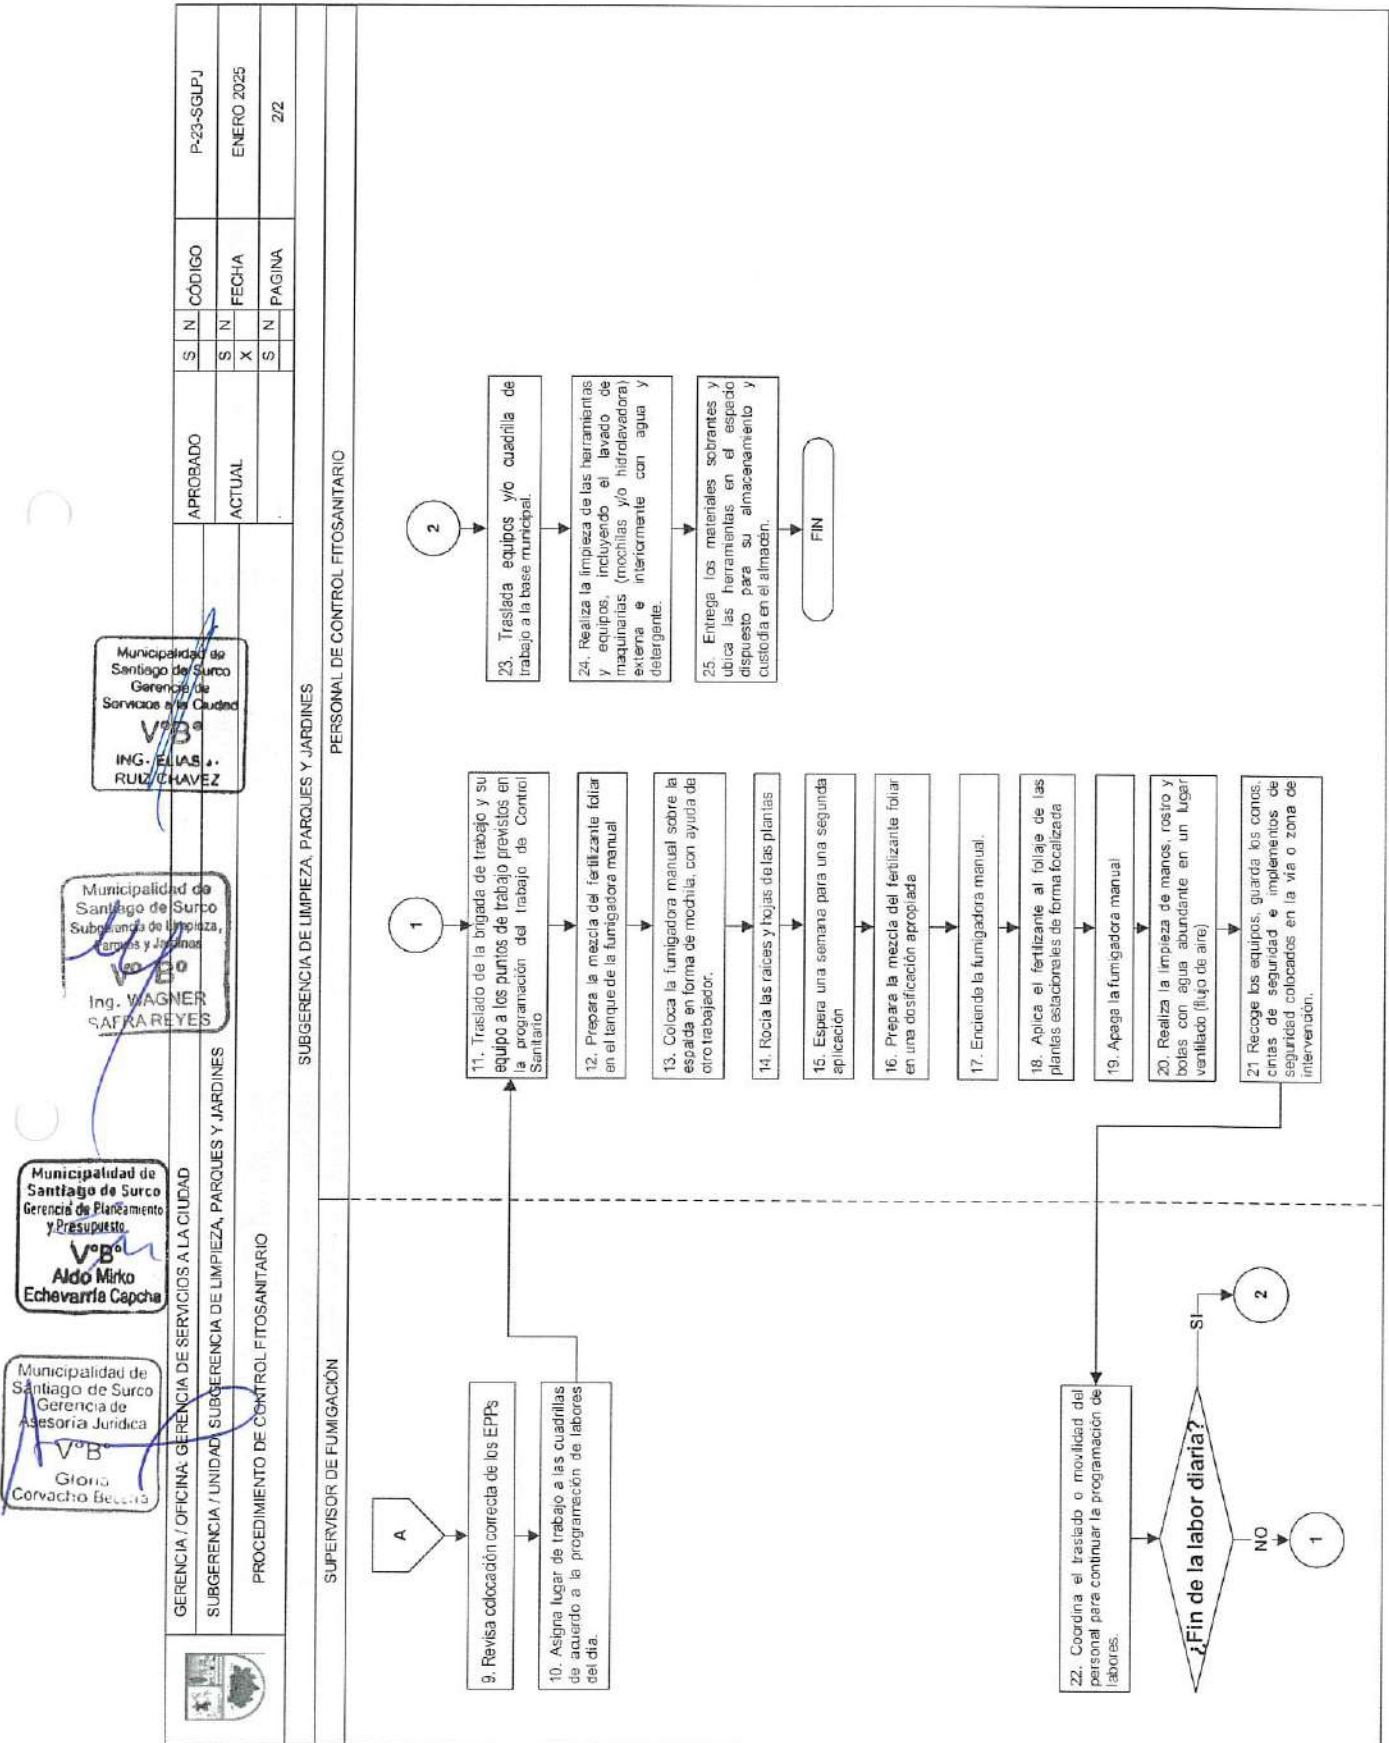 Municipalidad de
Santiago de Surco
Gerencia de
Asesoría Jurídica
V°B°
Gloria
Corvacho
Municipalidad de
Santiago de Surco
Gerencia de Planeamiento
y Presupuesto
V°B°
Aldo Mirko
Echevarría Capcha
Municipalidad de
Santiago de Surco
Subgerencia de Limpieza,
Parques y Jardines
V° B°
Ing. WAGNER
SAFRA REYES
Municipalidad de
Santiago de Surco
Gerencia de
Servicios a la Ciudad
V°B°
ING. ELIAS
RUIZ CHAVEZ
GERENCIA / OFICINA: GERENCIA DE SERVICIOS A LA CIUDAD
APROBADO
S N
CÓDIGO
P-23-SGLPJ
SUBGERENCIA / UNIDAD: SUBGERENCIA DE LIMPIEZA, PARQUES Y JARDINES
ACTUAL
S N
X
FECHA
ENERO 2025
PROCEDIMIENTO DE CONTROL FITOSANITARIO
S N
PAGINA
2/2
SUBGERENCIA DE LIMPIEZA, PARQUES Y JARDINES
SUPERVISOR DE FUMIGACIÓN
PERSONAL DE CONTROL FITOSANITARIO
A
9. Revisa colocación correcta de los EPPs
10. Asigna lugar de trabajo a las cuadrillas
de acuerdo a la programación de labores
del día.
1
11. Traslado de la brigada de trabajo y su
equipo a los puntos de trabajo previstos en
la programación del trabajo de Control
Sanitario
12. Prepara la mezcla del fertilizante foliar
en el tanque de la fumigadora manual
13. Coloca la fumigadora manual sobre la
espalda en forma de mochila, con ayuda de
otro trabajador.
14. Rocía las raíces y hojas de las plantas
15. Espera una semana para una segunda
aplicación
16. Prepara la mezcla del fertilizante foliar
en una dosificación apropiada
17. Enciende la fumigadora manual.
18. Aplica el fertilizante al follaje de las
plantas estacionales de forma focalizada
19. Apaga la fumigadora manual
20. Realiza la limpieza de manos, rostro y
botas con agua abundante en un lugar
ventilado (flujo de aire)
21 Recoge los equipos, guarda los conos,
cintas de seguridad e implementos de
seguridad colocados en la vía o zona de
intervención.
22. Coordina el traslado o movilidad del
personal para continuar la programación de
labores.
¿Fin de la labor diaria?
SI
2
NO
1
2
23. Traslada equipos y/o cuadrilla de
trabajo a la base municipal.
24. Realiza la limpieza de las herramientas
y equipos, incluyendo el lavado de
maquinarias (mochilas y/o hidrolavadora)
externa e interiormente con agua y
detergente.
25. Entrega los materiales sobrantes y
ubica las herramientas en el espacio
dispuesto para su almacenamiento y
custodia en el almacén.
FIN